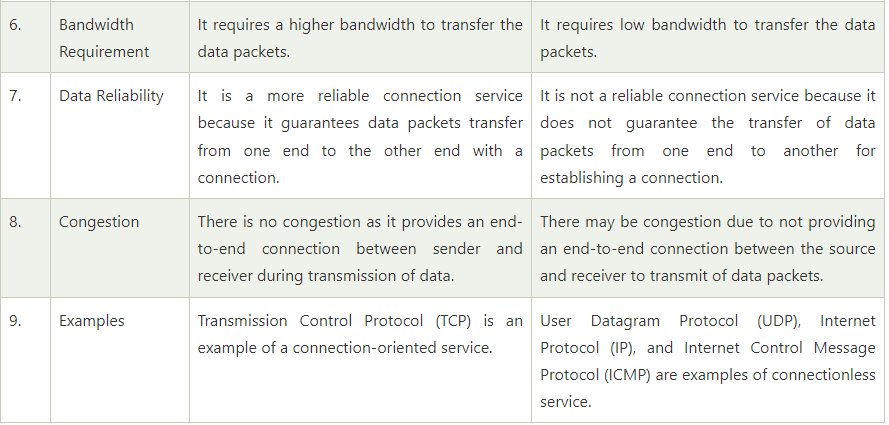 6.
Bandwidth
Requirement
It requires a higher bandwidth to transfer the
data packets.
It requires low bandwidth to transfer the data
packets.
7.
Data Reliability
It is a more reliable connection service
because it guarantees data packets transfer
from one end to the other end with a
connection.
It is not a reliable connection service because it
does not guarantee the transfer of data
packets from one end to another for
establishing a connection.
8.
Congestion
There is no congestion as it provides an end-
to-end connection between sender and
receiver during transmission of data.
There may be congestion due to not providing
an end-to-end connection between the source
and receiver to transmit of data packets.
9.
Examples
Transmission Control Protocol (TCP) is an
example of a connection-oriented service.
User Datagram Protocol (UDP), Internet
Protocol (IP), and Internet Control Message
Protocol (ICMP) are examples of connectionless
service.